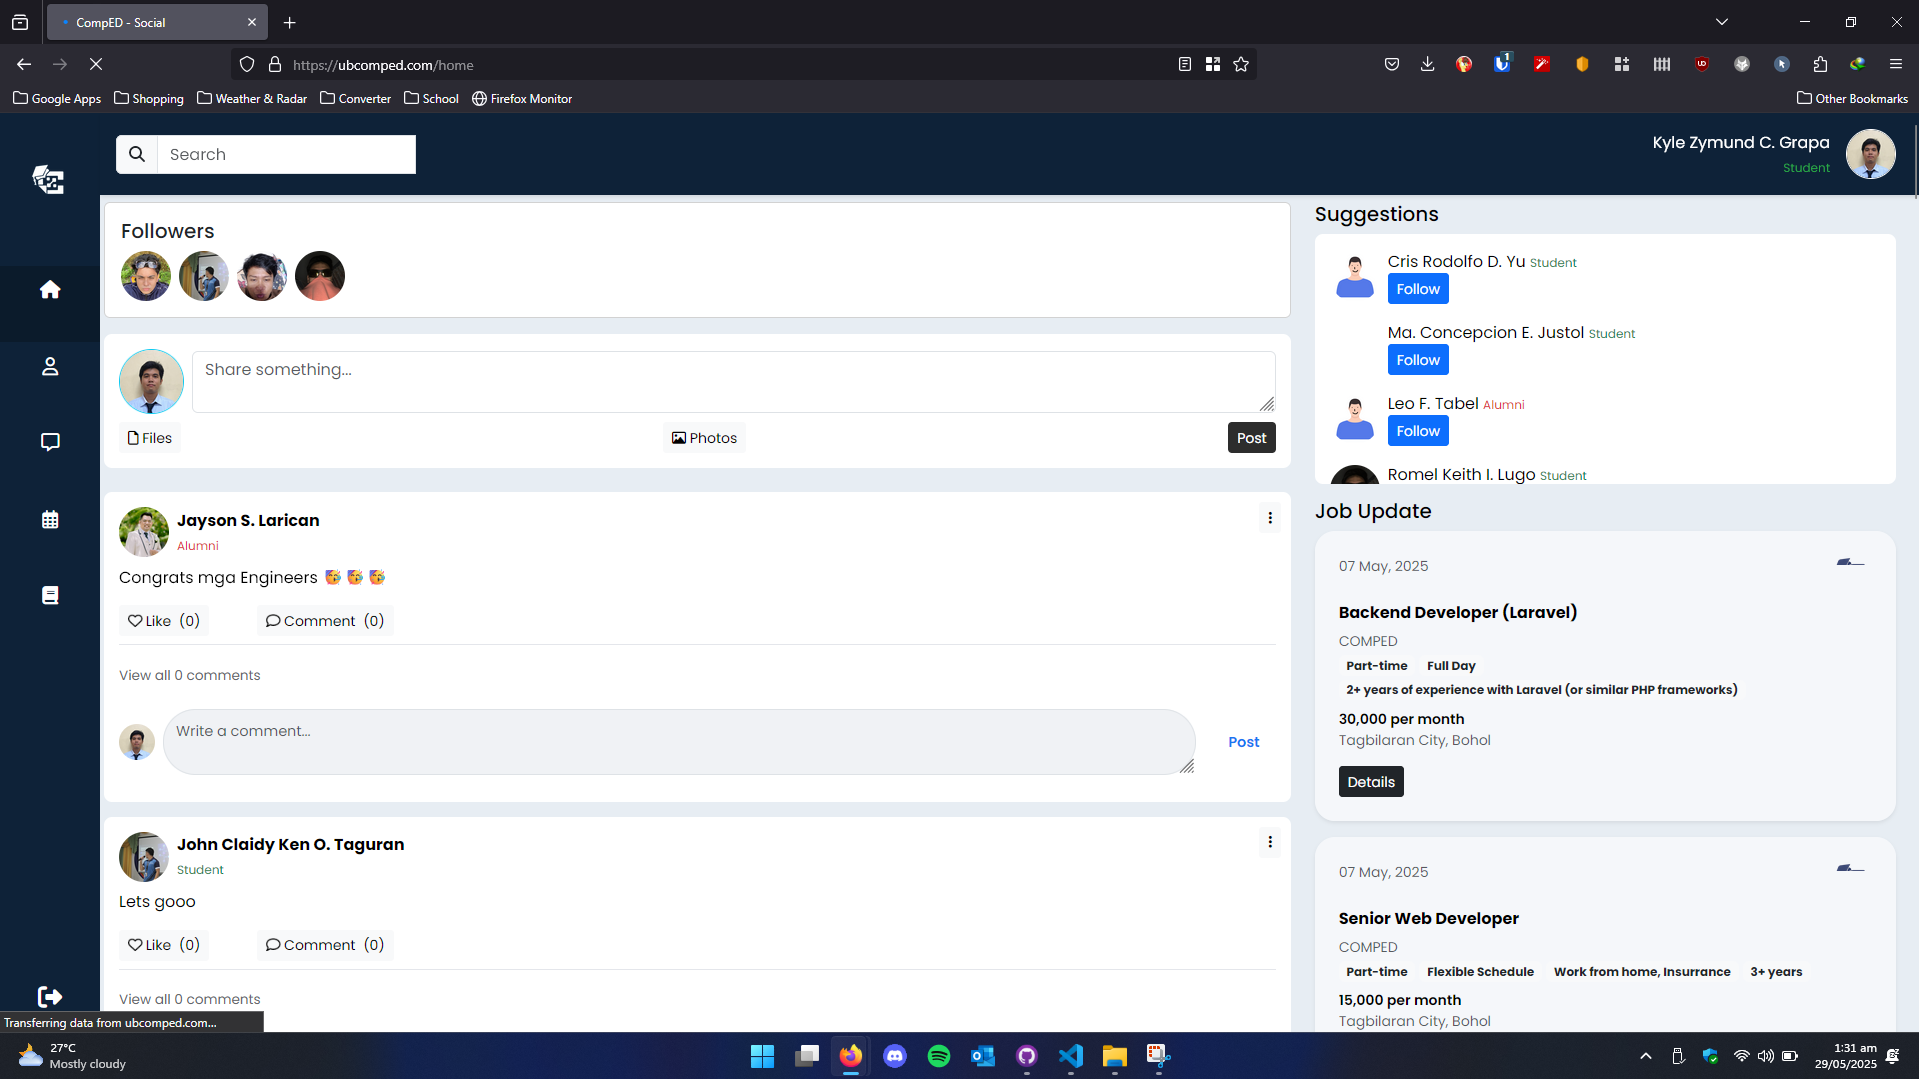 CompED - Social
https://ubcomped.com/home
1
Google Apps
Shopping
Weather & Radar
Converter
School
Firefox Monitor
Other Bookmarks
Search
Kyle Zymund C. Grapa
Student
Followers
Share something...
Files
Photos
Post
Jayson S. Larican
Alumni
Congrats mga Engineers 🥳 🥳 🥳
Like (0)
Comment (0)
View all 0 comments
Write a comment...
Post
John Claidy Ken O. Taguran
Student
Lets gooo
Like (0)
Comment (0)
View all 0 comments
Suggestions
Cris Rodolfo D. Yu Student
Follow
Ma. Concepcion E. Justol Student
Follow
Leo F. Tabel Alumni
Follow
Romel Keith I. Lugo Student
Job Update
07 May, 2025
Backend Developer (Laravel)
COMPED
Part-time Full Day
2+ years of experience with Laravel (or similar PHP frameworks)
30,000 per month
Tagbilaran City, Bohol
Details
07 May, 2025
Senior Web Developer
COMPED
Part-time Flexible Schedule Work from home, Insurrance 3+ years
15,000 per month
Tagbilaran City, Bohol
Transferring data from ubcomped.com...
27°C
Mostly cloudy
1:31 am
29/05/2025